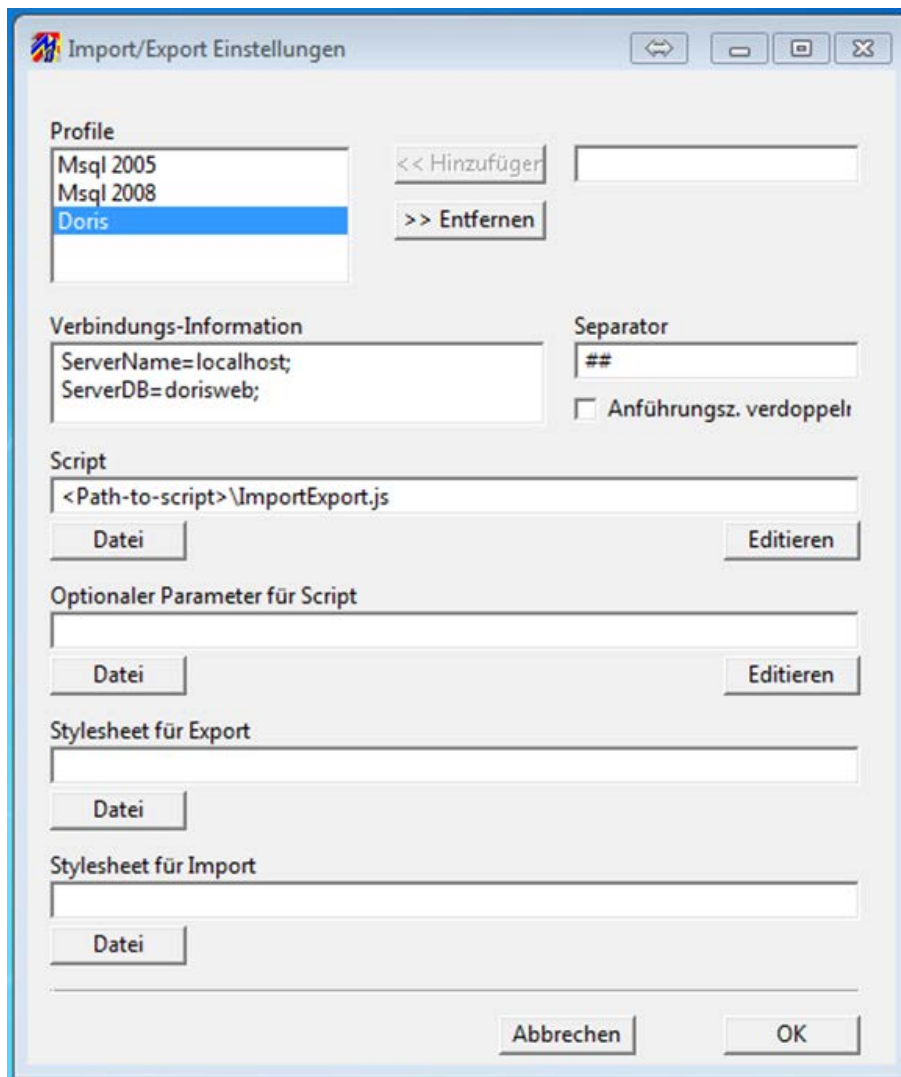 Import/Export Einstellungen
Profile
Msql 2005
Msql 2008
Doris
<< Hinzufüger
>> Entfernen
Verbindungs-Information
ServerName=localhost;
ServerDB=dorisweb;
Separator
##
Anführungsz. verdoppelr
Script
<Path-to-script>\ImportExport.js
Datei
Editieren
Optionaler Parameter für Script
Datei
Editieren
Stylesheet für Export
Datei
Stylesheet für Import
Datei
Abbrechen
OK